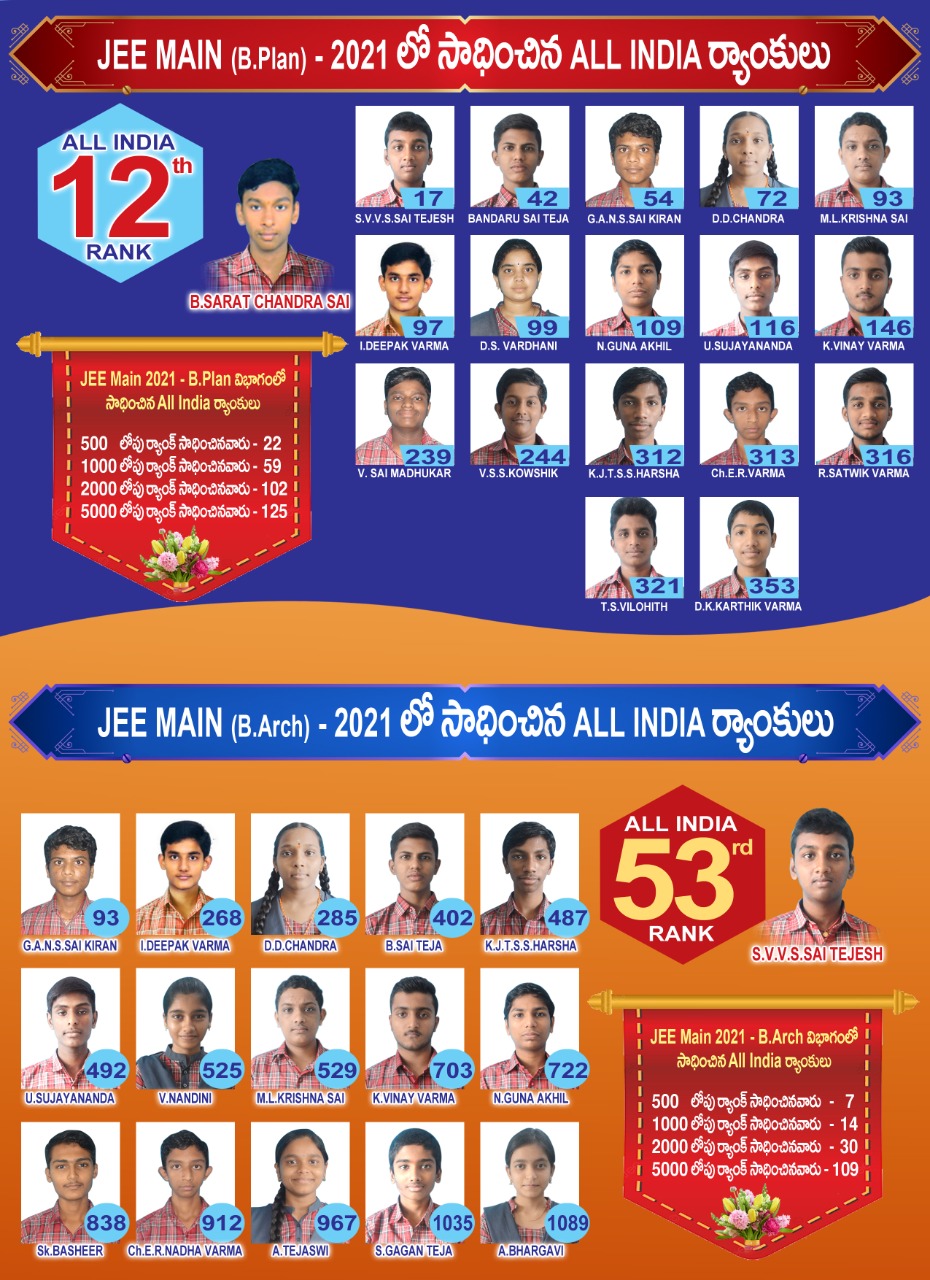 JEE MAIN (B.Plan) - 2021 లో సాధించిన ALL INDIA ర్యాంకులు
ALL INDIA
12th
RANK
B.SARAT CHANDRA SAI
17
S.V.V.S.SAI TEJESH
42
BANDARU SAI TEJA
54
G.A.N.S.SAI KIRAN
72
D.D.CHANDRA
93
M.L.KRISHNA SAI
97
I.DEEPAK VARMA
99
D.S. VARDHANI
109
N.GUNA AKHIL
116
U.SUJAYANANDA
146
K.VINAY VARMA
239
V. SAI MADHUKAR
244
V.S.S.KOWSHIK
312
K.J.T.S.S.HARSHA
313
Ch.E.R.VARMA
316
R.SATWIK VARMA
321
T.S.VILOHITH
353
D.K.KARTHIK VARMA
JEE Main 2021 - B.Plan విభాగంలో
సాధించిన All India ర్యాంకులు
500 లోపు ర్యాంక్ సాధించినవారు - 22
1000 లోపు ర్యాంక్ సాధించినవారు - 59
2000 లోపు ర్యాంక్ సాధించినవారు - 102
5000 లోపు ర్యాంక్ సాధించినవారు - 125
JEE MAIN (B.Arch) - 2021 లో సాధించిన ALL INDIA ర్యాంకులు
93
G.A.N.S.SAI KIRAN
268
I.DEEPAK VARMA
285
D.D.CHANDRA
402
B.SAI TEJA
487
K.J.T.S.S.HARSHA
492
U.SUJAYANANDA
525
V.NANDINI
529
M.L.KRISHNA SAI
703
K.VINAY VARMA
722
N.GUNA AKHIL
838
Sk.BASHEER
912
Ch.E.R.NADHA VARMA
967
A.TEJASWI
1035
S.GAGAN TEJA
1089
A.BHARGAVI
ALL INDIA
53rd
RANK
S.V.V.S.SAI TEJESH
JEE Main 2021 - B.Arch విభాగంలో
సాధించిన All India ర్యాంకులు
500 లోపు ర్యాంక్ సాధించినవారు - 7
1000 లోపు ర్యాంక్ సాధించినవారు - 14
2000 లోపు ర్యాంక్ సాధించినవారు - 30
5000 లోపు ర్యాంక్ సాధించినవారు - 109